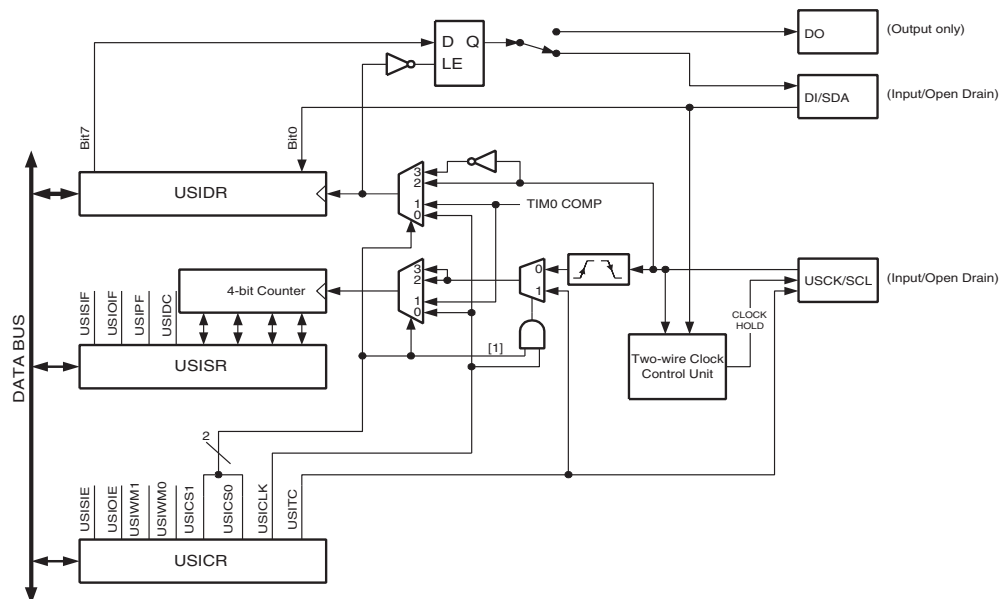 D Q
LE
DO
(Output only)
DI/SDA
(Input/Open Drain)
Bit7
Bit0
USIDR
3
2
1
0
TIM0 COMP
3
2
1
0
0
1
USCK/SCL
(Input/Open Drain)
4-bit Counter
USISIF
USIOIF
USIPF
USIDC
USISR
[1]
CLOCK
HOLD
Two-wire Clock
Control Unit
DATA BUS
2
USISIE
USIOIE
USIWM1
USIWM0
USICS1
USICS0
USICLK
USITC
USICR